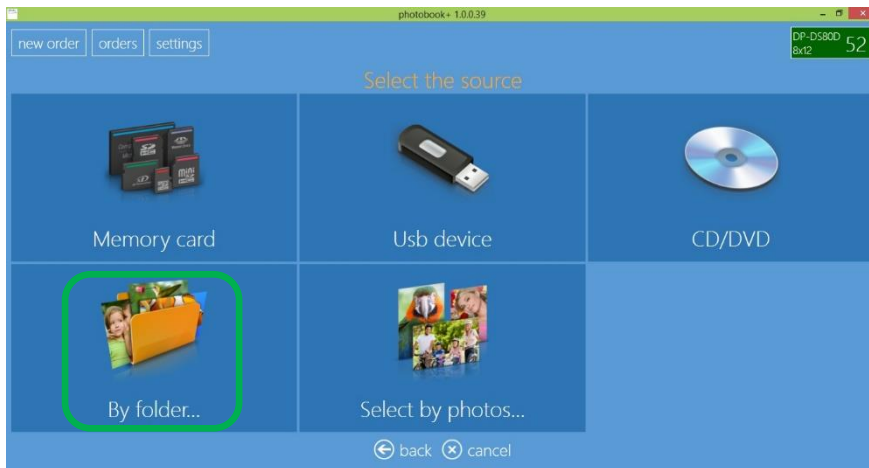 photobook+ 1.0.0.39
new order orders settings
DP-DS80D
8x12
52
Select the source
Memory card
Usb device
CD/DVD
By folder...
Select by photos...
back cancel